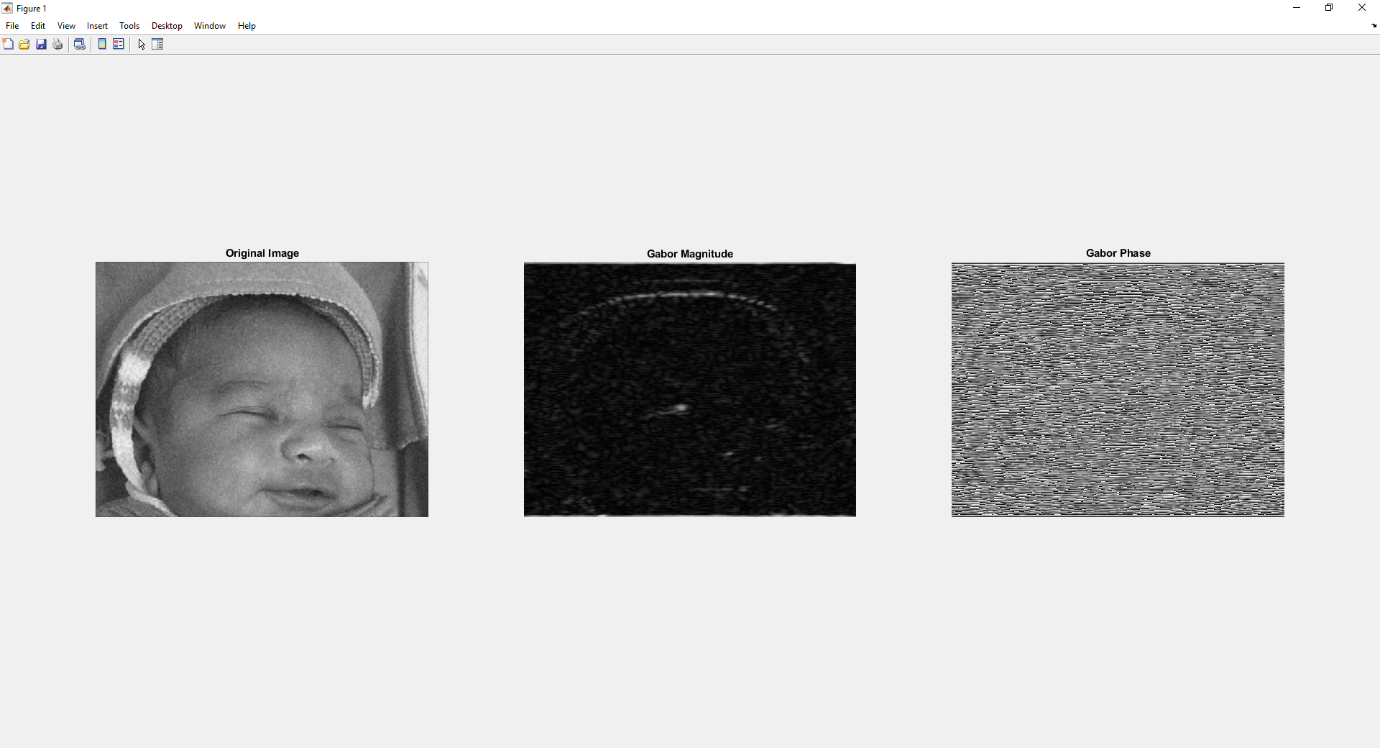 Figure 1
File Edit View Insert Tools Desktop Window Help
Original Image
Gabor Magnitude
Gabor Phase